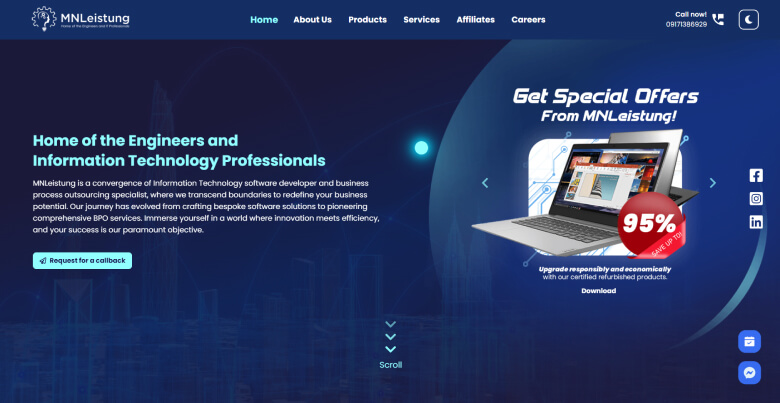 MNLeistung
Home of the Engineers and IT Professionals
Home
About Us
Products
Services
Affiliates
Careers
Call now!
09171386929
Home of the Engineers and
Information Technology Professionals
MNLeistung is a convergence of Information Technology software developer and business
process outsourcing specialist, where we transcend boundaries to redefine your business
potential. Our journey has evolved from crafting bespoke software solutions to pioneering
comprehensive BPO services. Immerse yourself in a world where innovation meets efficiency,
and your success is our paramount objective.
Request for a callback
Get Special Offers
From MNLeistung!
95%
SAVE UP TO!
Upgrade responsibly and economically
with our certified refurbished products.
Download
Scroll